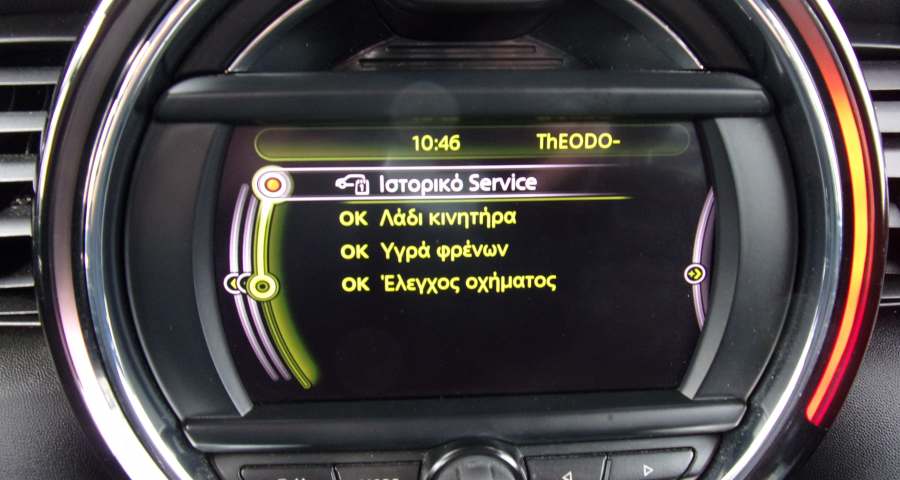 10:46 ThEODO-
Ιστορικό Service
OK Λάδι κινητήρα
OK Υγρά φρένων
OK Έλεγχος οχήματος